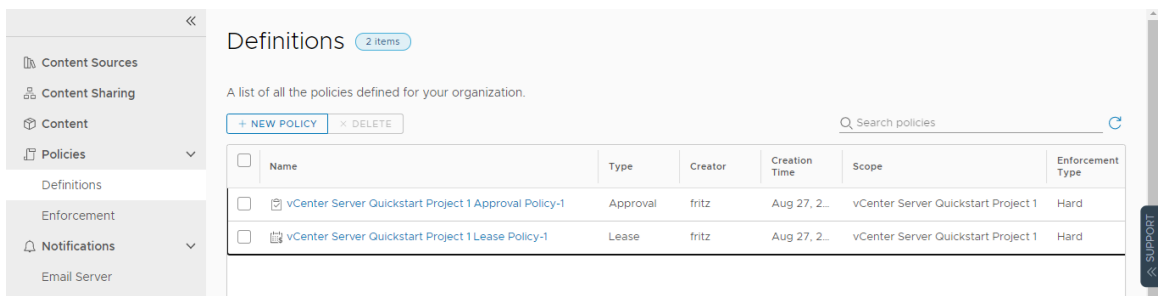 Content Sources
Content Sharing
Content
Policies
Definitions
Enforcement
Notifications
Email Server
Definitions 2 items
A list of all the policies defined for your organization.
+ NEW POLICY × DELETE Search policies
Name Type Creator Creation Time Scope Enforcement Type
vCenter Server Quickstart Project 1 Approval Policy-1 Approval fritz Aug 27, 2... vCenter Server Quickstart Project 1 Hard
vCenter Server Quickstart Project 1 Lease Policy-1 Lease fritz Aug 27, 2... vCenter Server Quickstart Project 1 Hard
SUPPORT